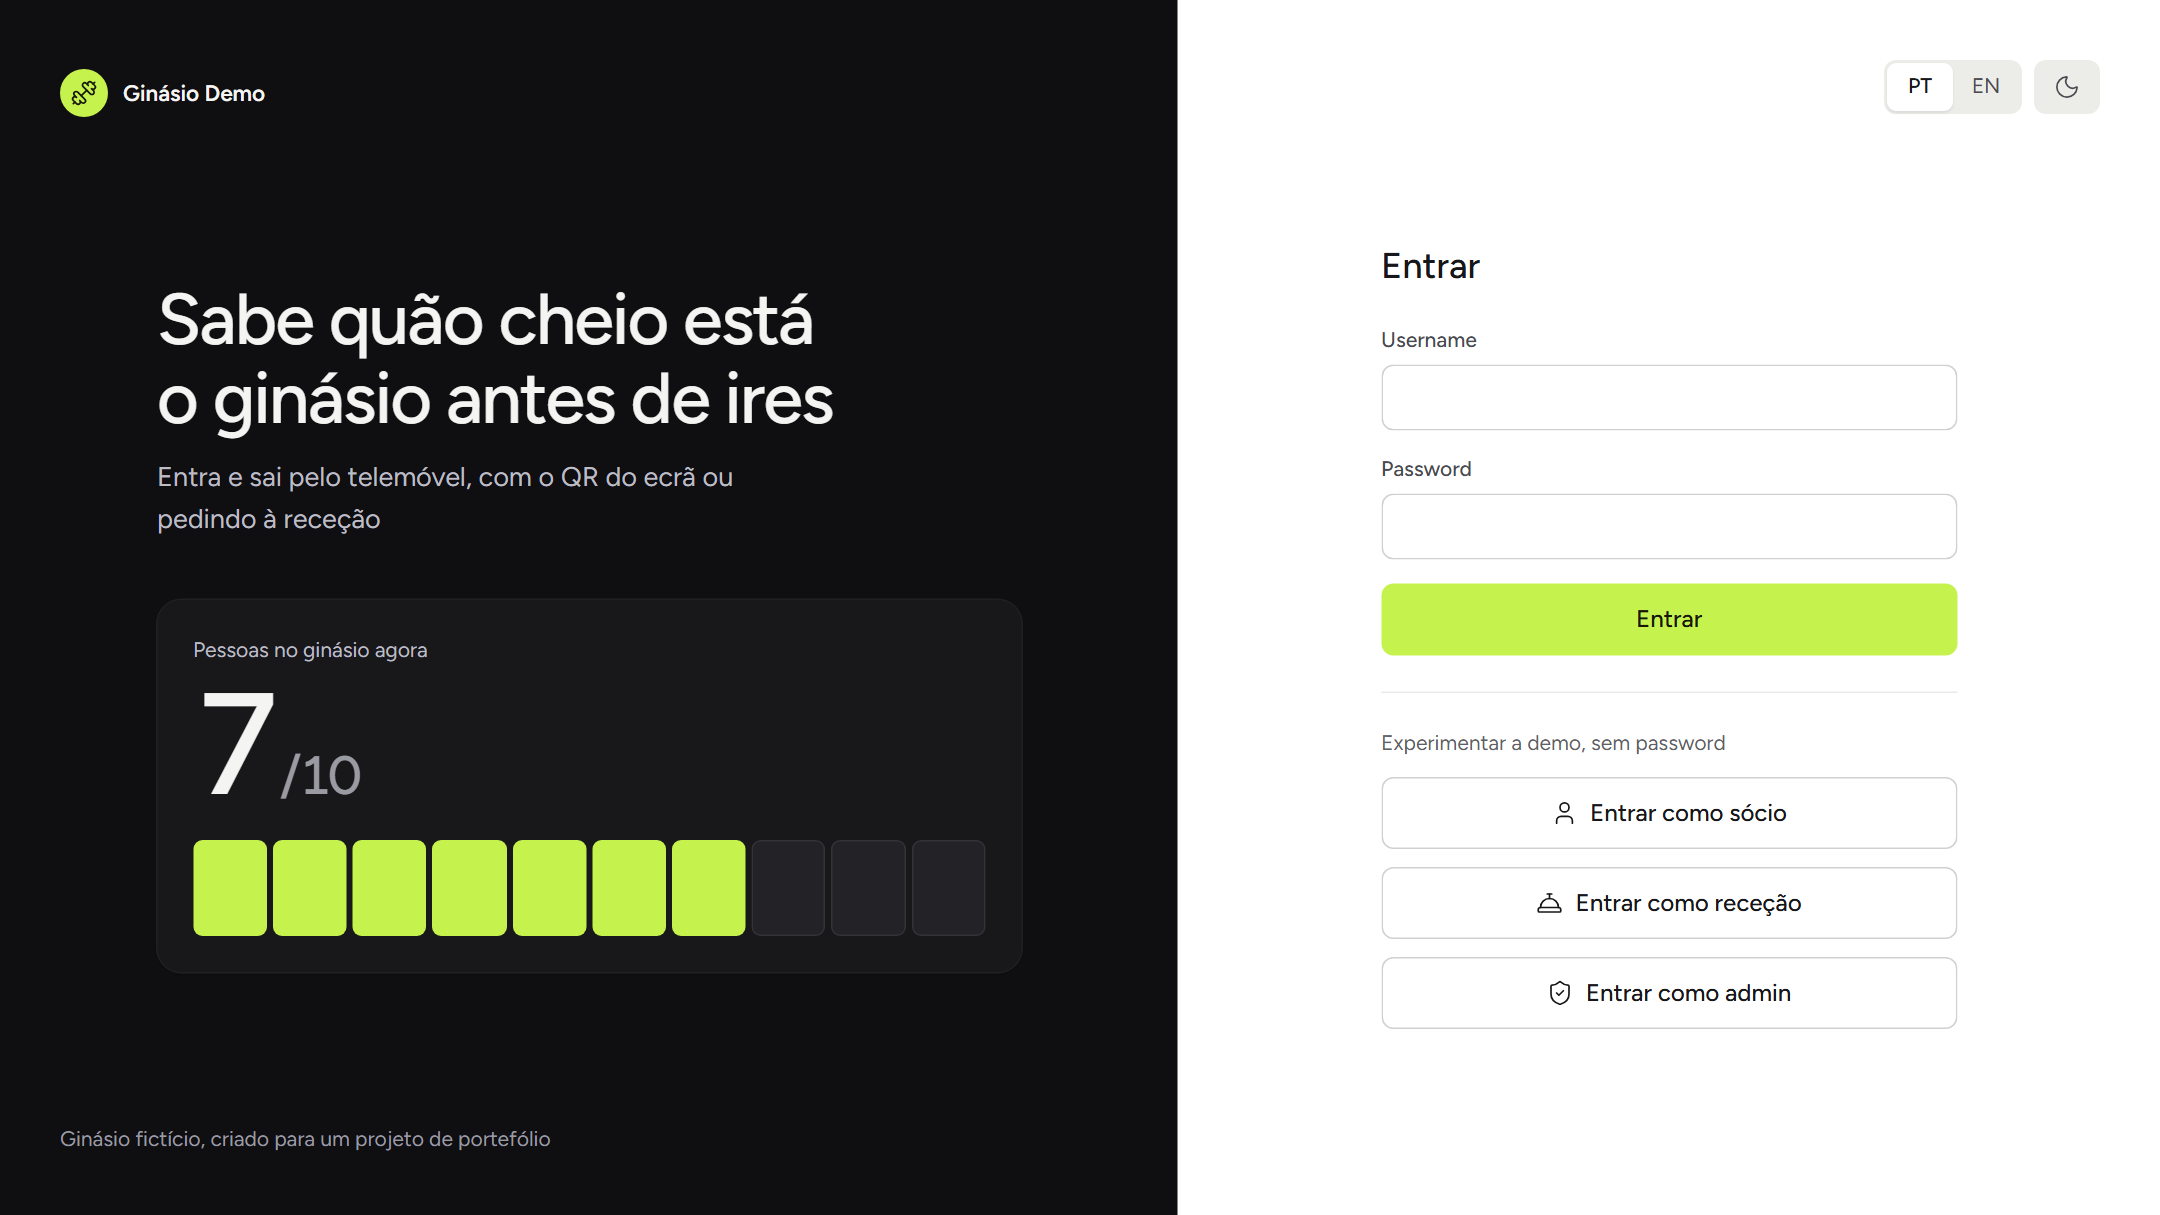 Ginásio Demo
Sabe quão cheio está
o ginásio antes de ires
Entra e sai pelo telemóvel, com o QR do ecrã ou
pedindo à receção
Pessoas no ginásio agora
7/10
Ginásio fictício, criado para um projeto de portefólio
PT EN
Entrar
Username
Password
Entrar
Experimentar a demo, sem password
Entrar como sócio
Entrar como receção
Entrar como admin